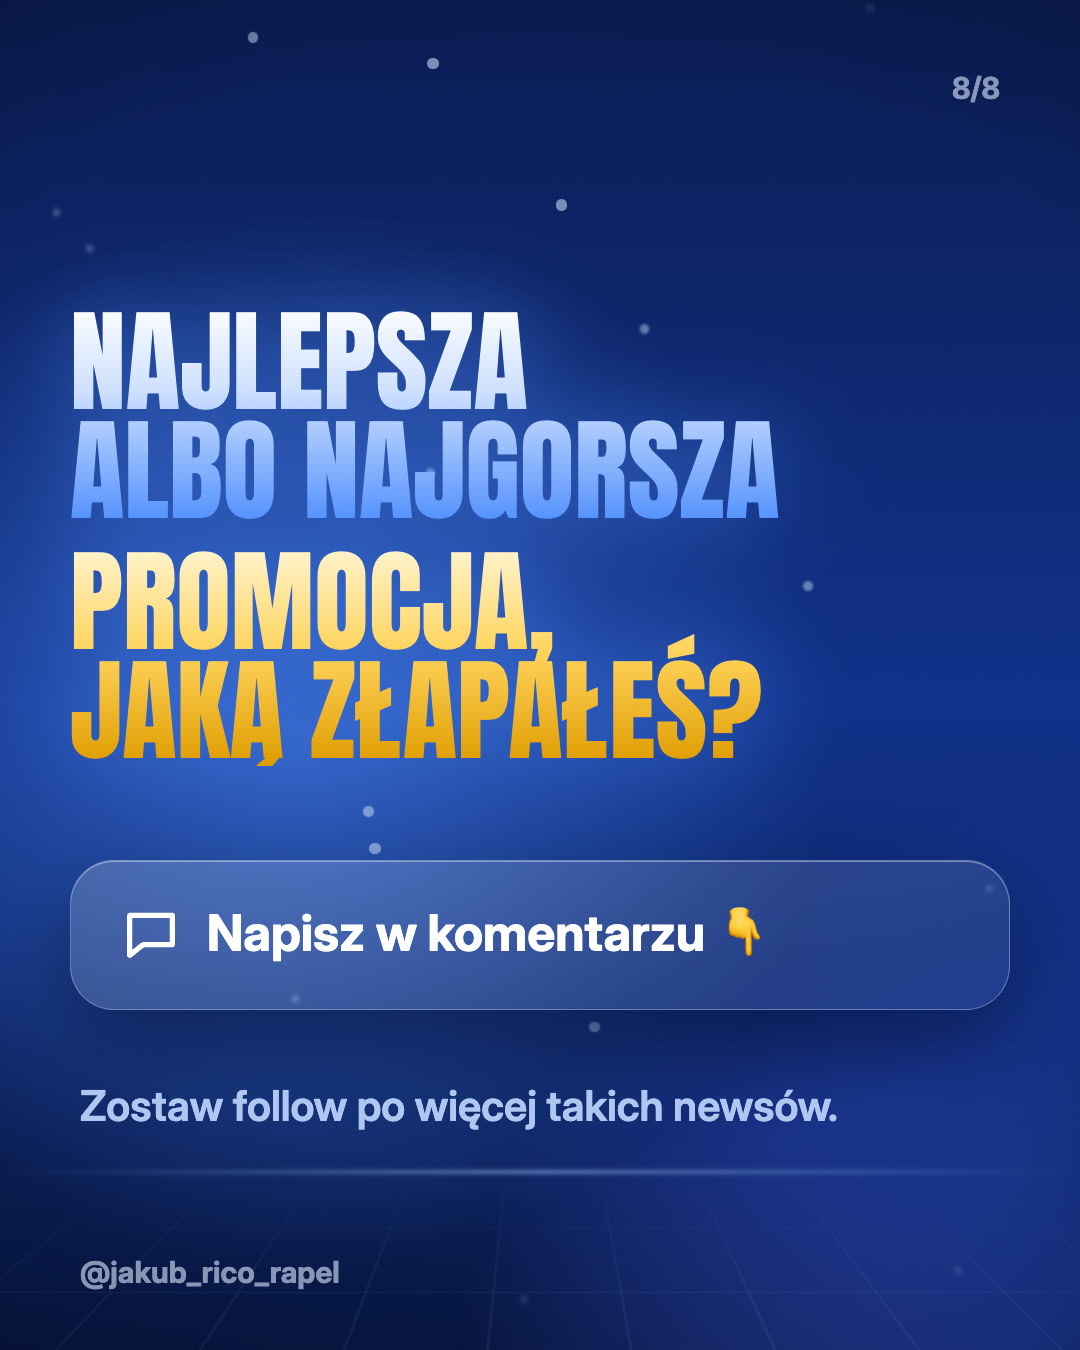 8/8
NAJLEPSZA
ALBO NAJGORSZA
PROMOCJA,
JAKĄ ZŁAPAŁEŚ?
Napisz w komentarzu 👇
Zostaw follow po więcej takich newsów.
@jakub_rico_rapel